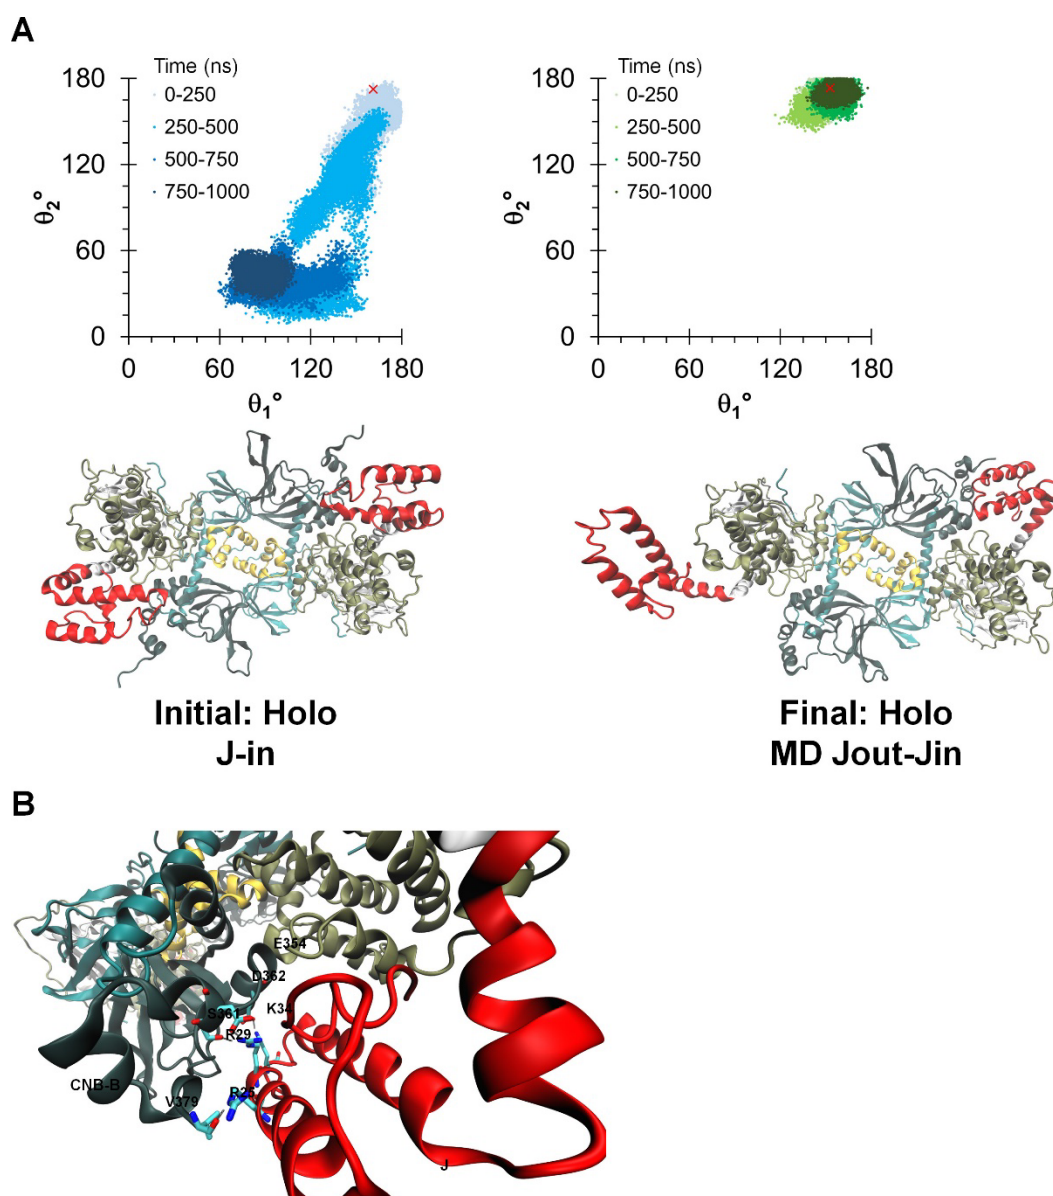 A
Time (ns)
0-250
250-500
500-750
750-1000
180
120
60
0
θ2°
0 60 120 180
θ1°
Time (ns)
0-250
250-500
500-750
750-1000
180
120
60
0
θ2°
0 60 120 180
θ1°
Initial: Holo
J-in
Final: Holo
MD Jout-Jin
B
E354
D362
S361
K34
R29
CNB-B
V379
J